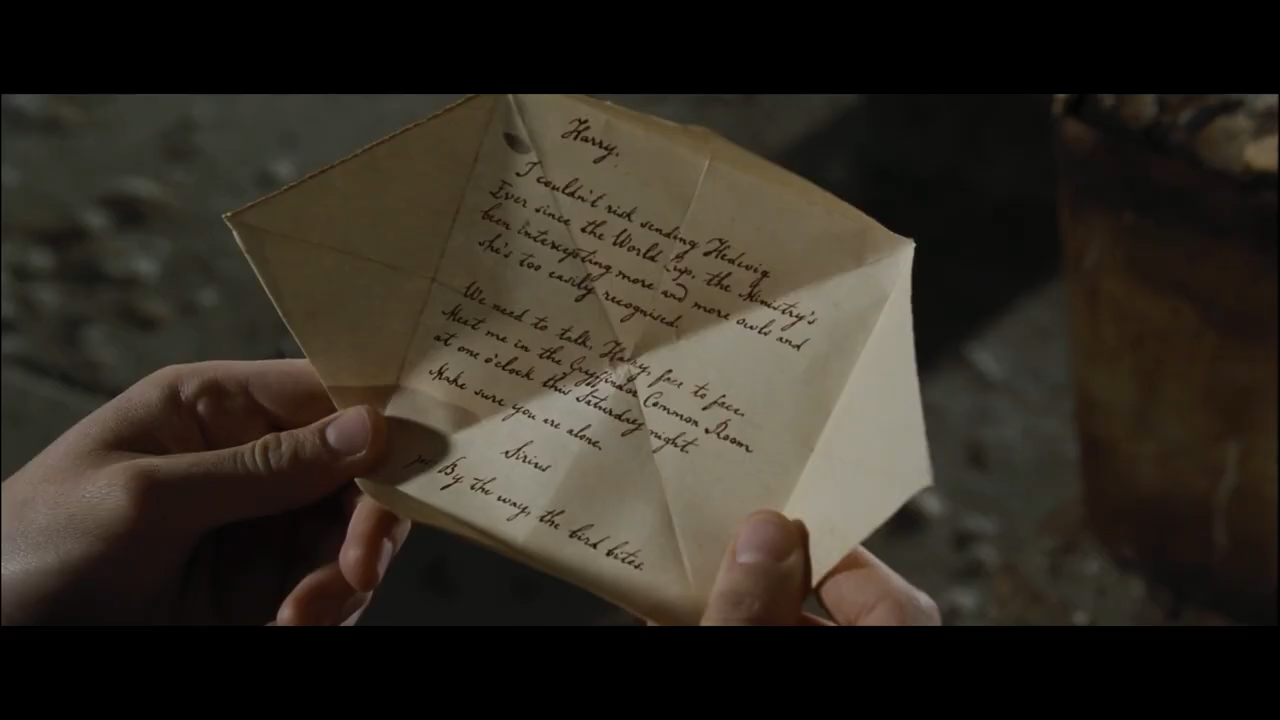 Harry,
I couldn't risk sending Hedwig
Ever since the World Cup, the Ministry's
been intercepting more and more owls and
she's too easily recognised.
We need to talk, Harry, face to face.
Meet me in the Gryffindor Common Room
at one o'clock this Saturday night.
Make sure you are alone.
Sirius
By the way, the bird bites.